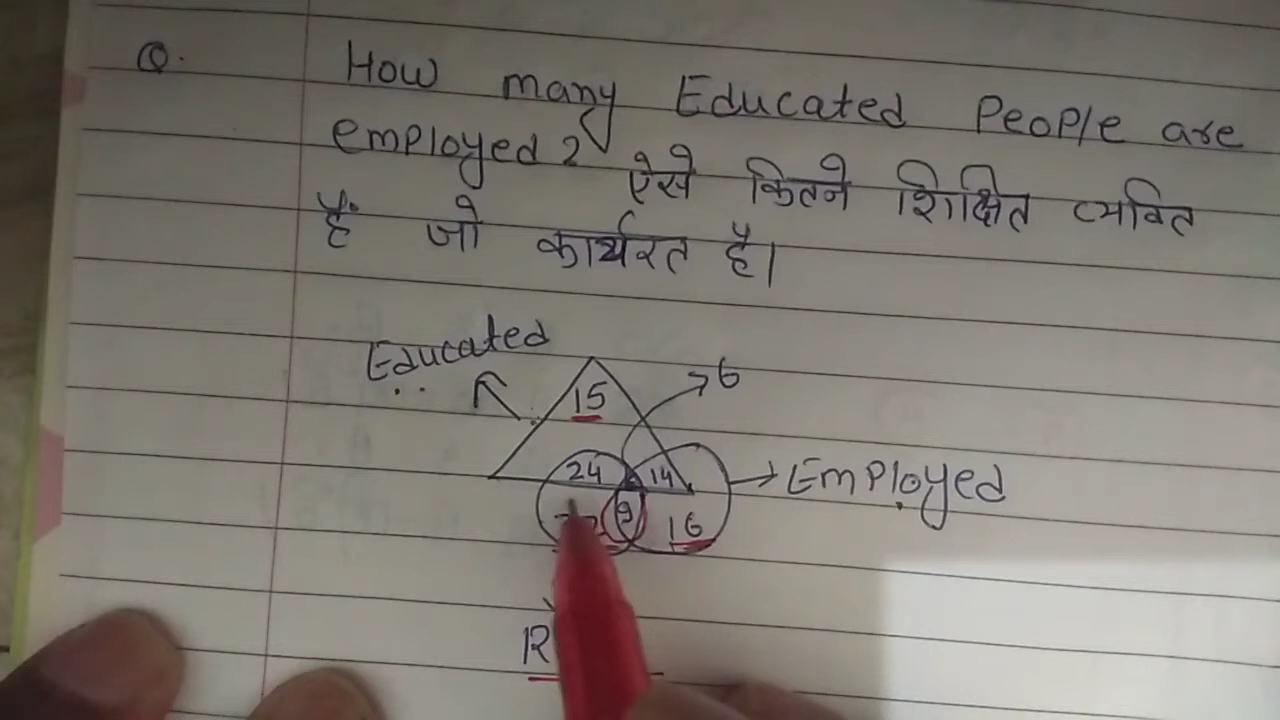 Q. How many Educated People are
employed? ऐसे कितने शिक्षित व्यक्ति
हैं जो कार्यरत है।
Educated
15
6
24 14
Employed
9 16
R